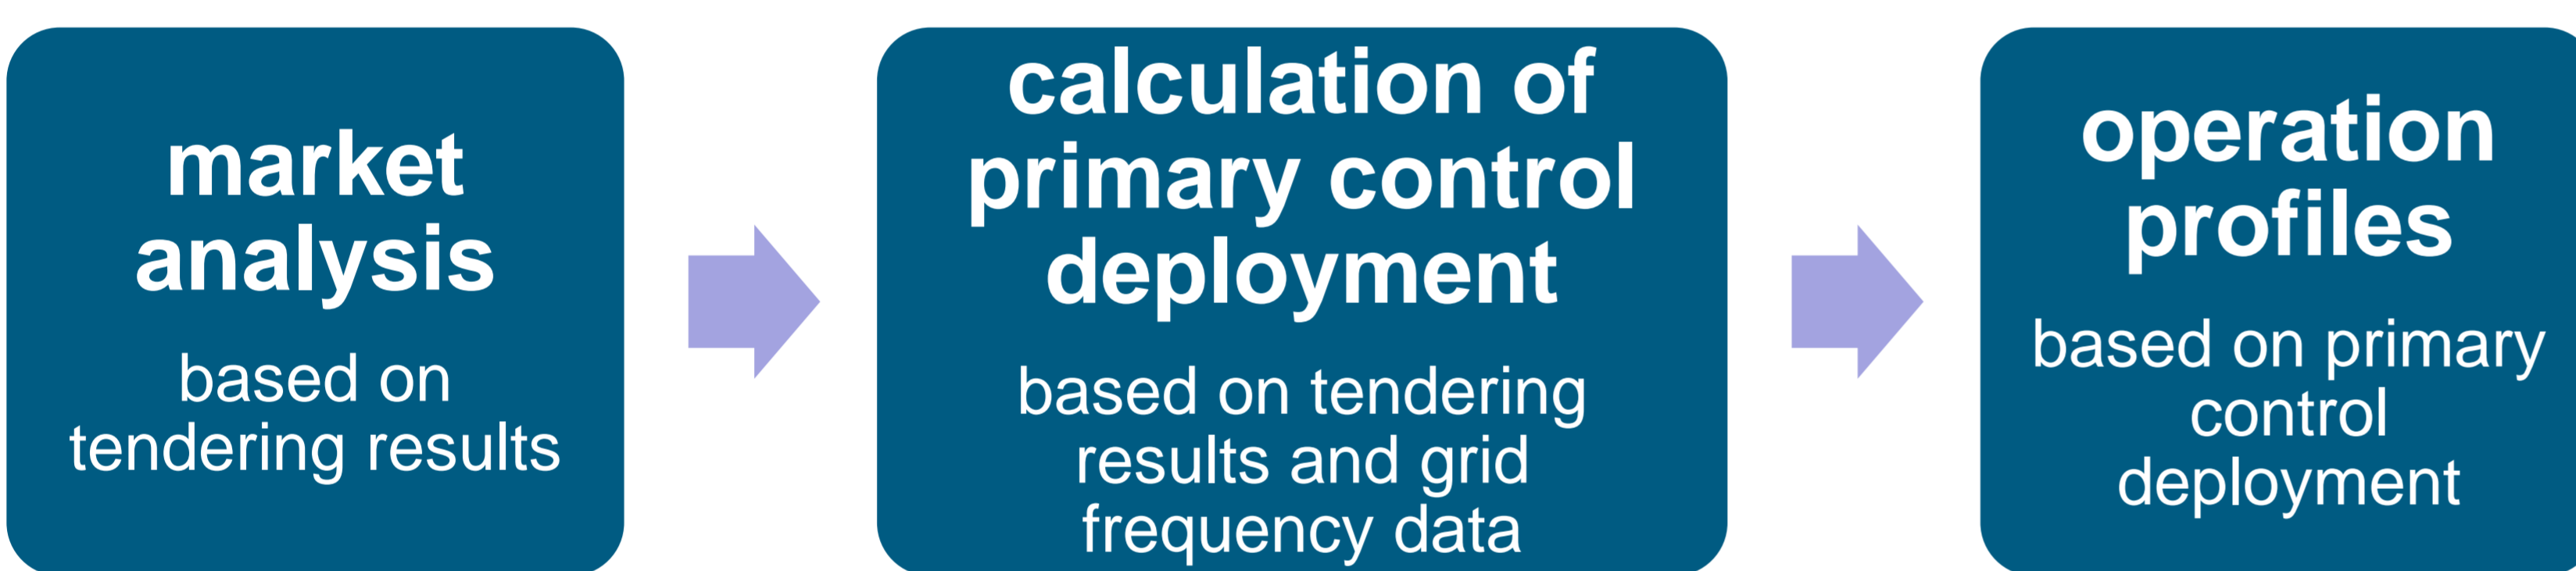 market
analysis
based on
tendering results
calculation of
primary control
deployment
based on tendering
results and grid
frequency data
operation
profiles
based on primary
control
deployment